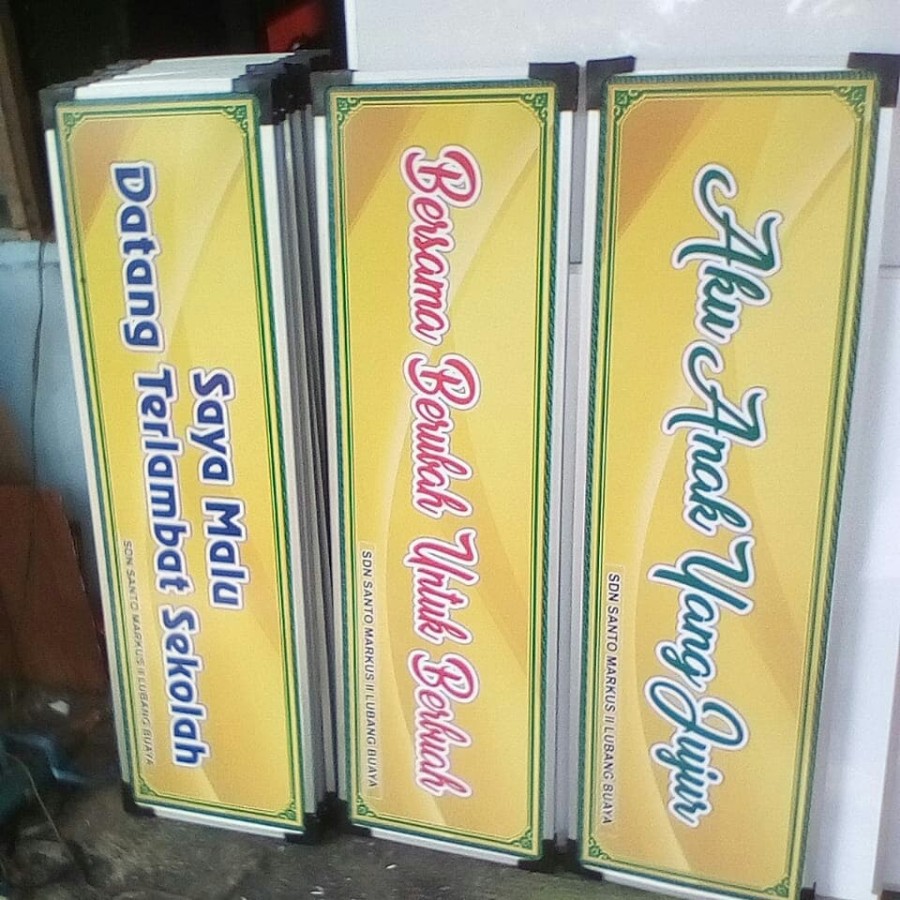 Saya Malu
Datang Terlambat Sekolah
SDN SANTO MARKUS II LUBANG BUAYA
Bersama Berubah Untuk Berbuah
SDN SANTO MARKUS II LUBANG BUAYA
Aku Anak Yang Jujur
SDN SANTO MARKUS II LUBANG BUAYA